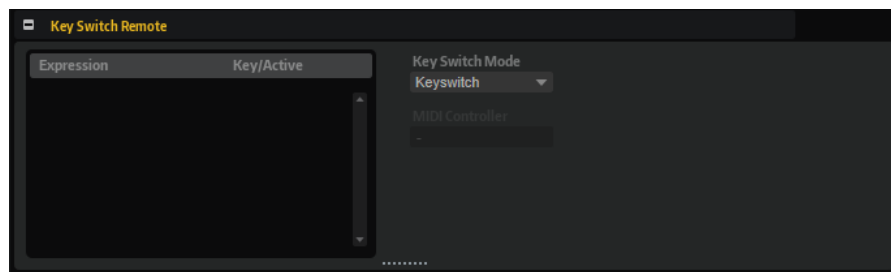 Key Switch Remote
Expression Key/Active
Key Switch Mode
Keyswitch
MIDI Controller
-